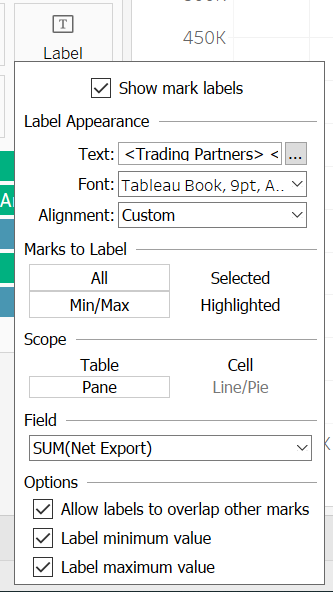 450K
Label
Show mark labels
Label Appearance
Text: <Trading Partners> < ...
Font: Tableau Book, 9pt, A..
Alignment: Custom
Marks to Label
All Selected
Min/Max Highlighted
Scope
Table Cell
Pane Line/Pie
Field
SUM(Net Export)
Options
Allow labels to overlap other marks
Label minimum value
Label maximum value